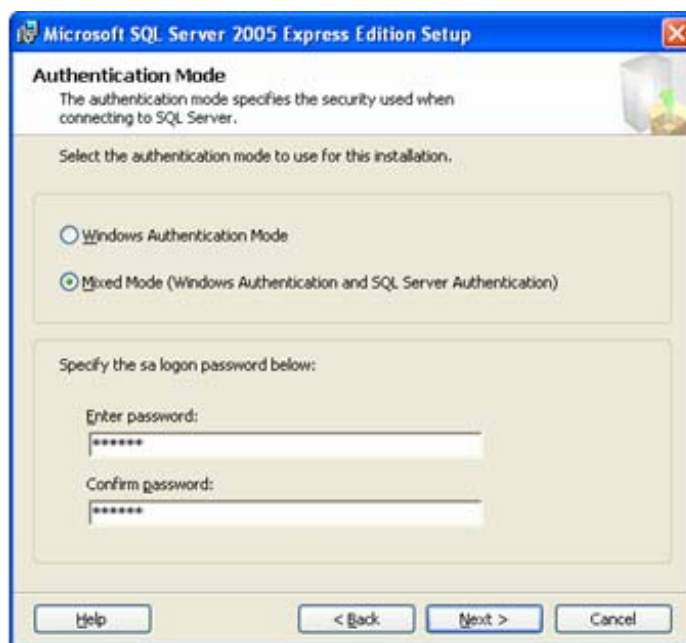 Microsoft SQL Server 2005 Express Edition Setup
Authentication Mode
The authentication mode specifies the security used when
connecting to SQL Server.
Select the authentication mode to use for this installation.
Windows Authentication Mode
Mixed Mode (Windows Authentication and SQL Server Authentication)
Specify the sa logon password below:
Enter password:
******
Confirm password:
******
Help
< Back
Next >
Cancel